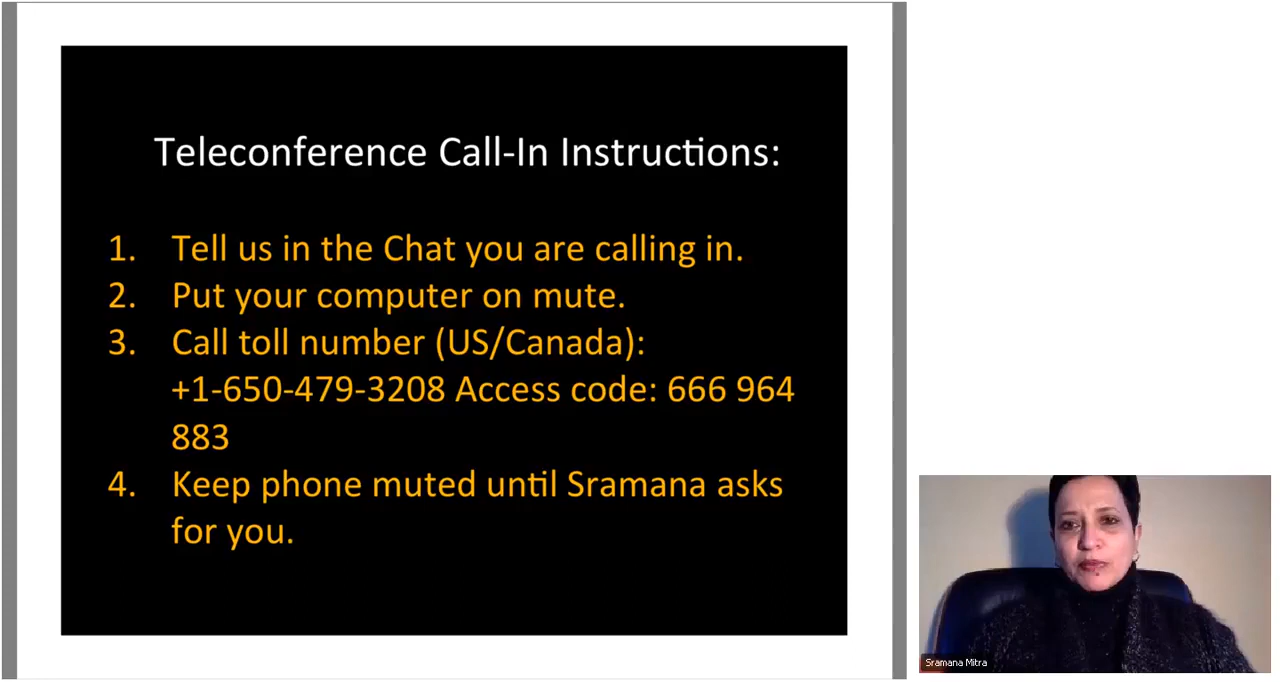 Teleconference Call-In Instructions:
1. Tell us in the Chat you are calling in.
2. Put your computer on mute.
3. Call toll number (US/Canada):
+1-650-479-3208 Access code: 666 964
883
4. Keep phone muted until Sramana asks
for you.
Sramana Mitra